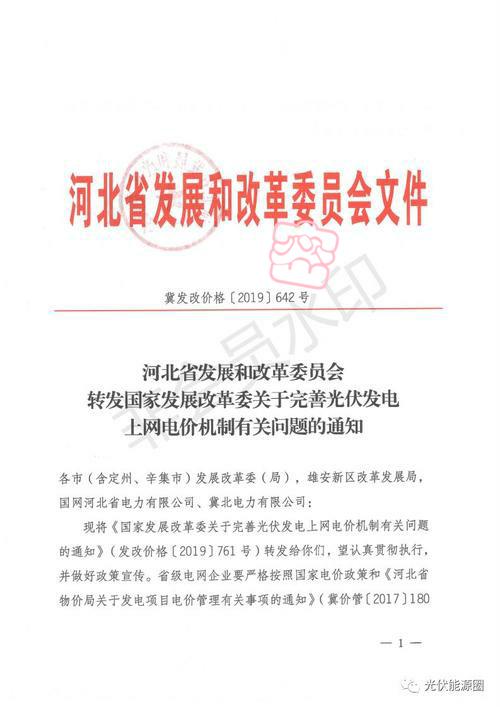 河北省发展和改革委员会文件
冀发改价格〔2019〕642号
河北省发展和改革委员会
转发国家发展改革委关于完善光伏发电
上网电价机制有关问题的通知
各市（含定州、辛集市）发展改革委（局），雄安新区改革发展局，
国网河北省电力有限公司、冀北电力有限公司：
现将《国家发展改革委关于完善光伏发电上网电价机制有关问题
的通知》（发改价格〔2019〕761号）转发给你们，望认真贯彻执行，
并做好政策宣传。省级电网企业要严格按照国家电价政策和《河北省
物价局关于发电项目电价管理有关事项的通知》（冀价管〔2017〕180
— 1 —
非会员水印
光伏能源圈